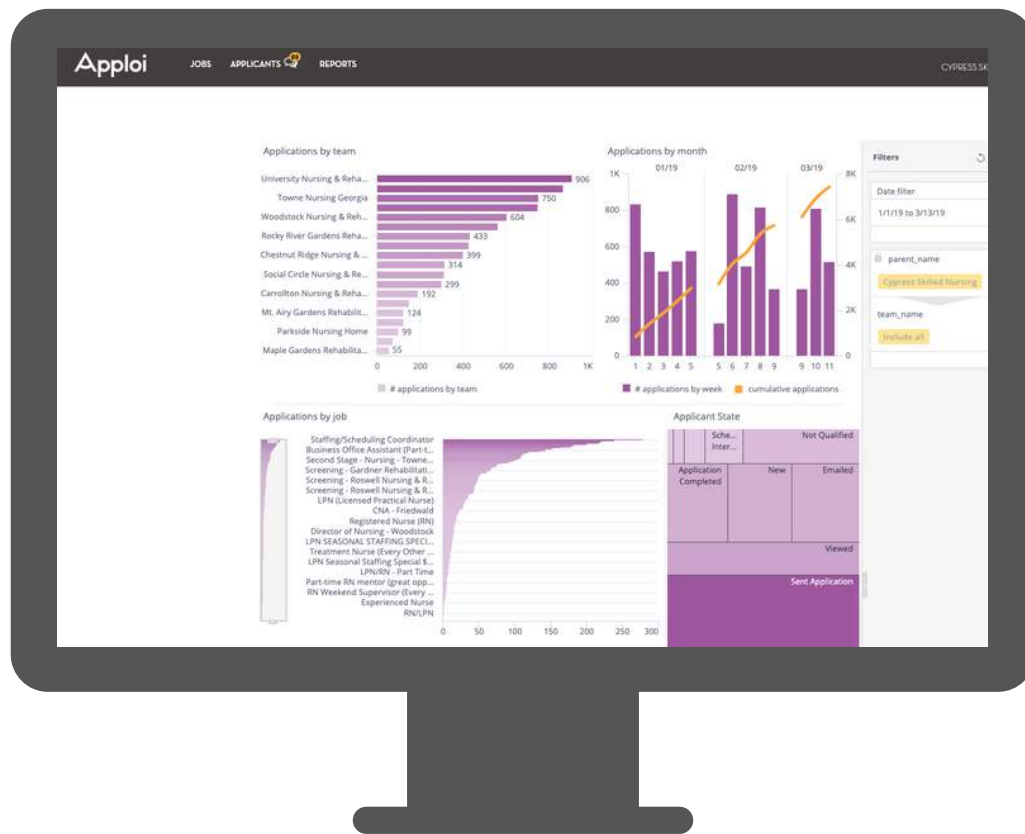 Apploi
JOBS APPLICANTS REPORTS
CYPRESS SK
Applications by team
University Nursing & Reha...
906
Towne Nursing Georgia
750
Woodstock Nursing & Reh...
604
Rocky River Gardens Reha...
433
Chestnut Ridge Nursing & ...
399
314
Social Circle Nursing & Re...
299
Carrollton Nursing & Reha...
192
Mt. Airy Gardens Rehabilit...
124
Parkside Nursing Home
99
Maple Gardens Rehabilita...
55
0 200 400 600 800 1K
# applications by team
Applications by month
01/19 02/19 03/19
1K
800
600
400
200
0
8K
6K
4K
2K
0
1 2 3 4 5 5 6 7 8 9 9 10 11
# applications by week cumulative applications
Filters
Date filter
1/1/19 to 3/13/19
parent_name
Cypress Skilled Nursing
team_name
Include all
Applications by job
Staffing/Scheduling Coordinator
Business Office Assistant (Part-t...
Second Stage - Nursing - Towne...
Screening - Gardner Rehabilitati...
Screening - Roswell Nursing & R...
Screening - Roswell Nursing & R...
LPN (Licensed Practical Nurse)
CNA - Friedwald
Registered Nurse (RN)
Director of Nursing - Woodstock
LPN SEASONAL STAFFING SPECI...
Treatment Nurse (Every Other ...
LPN Seasonal Staffing Special $...
LPN/RN - Part Time
Part-time RN mentor (great opp...
RN Weekend Supervisor (Every ...
Experienced Nurse
RN/LPN
0 50 100 150 200 250 300
Applicant State
Sche...
Inter...
Not Qualified
Application
Completed
New
Emailed
Viewed
Sent Application